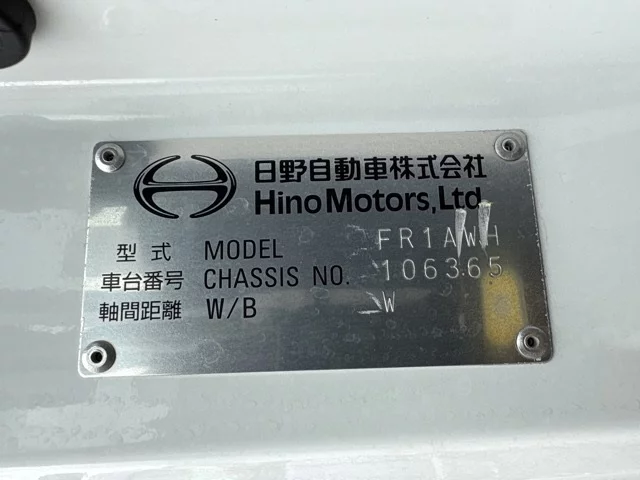 日野自動車株式会社
Hino Motors, Ltd.
型式 MODEL FR1AWH
車台番号 CHASSIS NO. 106365
軸間距離 W/B W